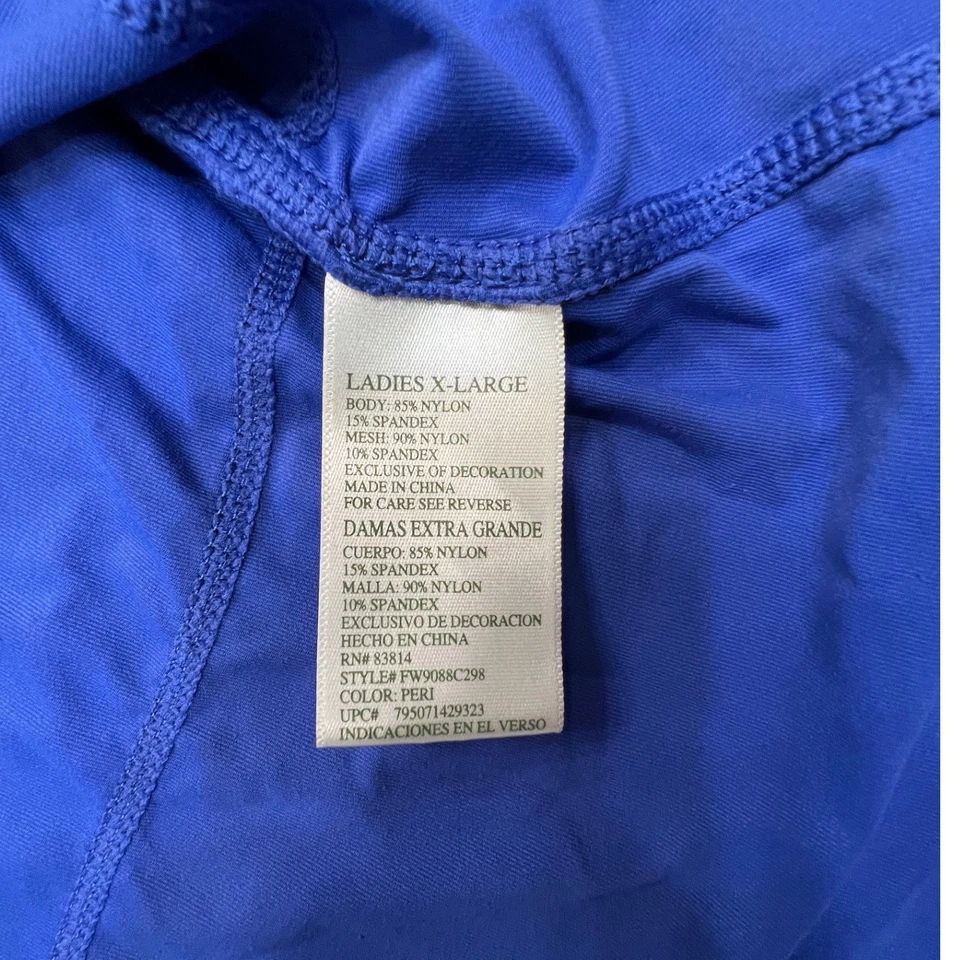 LADIES X-LARGE
BODY: 85% NYLON
15% SPANDEX
MESH: 90% NYLON
10% SPANDEX
EXCLUSIVE OF DECORATION
MADE IN CHINA
FOR CARE SEE REVERSE
DAMAS EXTRA GRANDE
CUERPO: 85% NYLON
15% SPANDEX
MALLA: 90% NYLON
10% SPANDEX
EXCLUSIVO DE DECORACION
HECHO EN CHINA
RN# 83814
STYLE# FW9088C298
COLOR: PERI
UPC# 795071429323
INDICACIONES EN EL VERSO